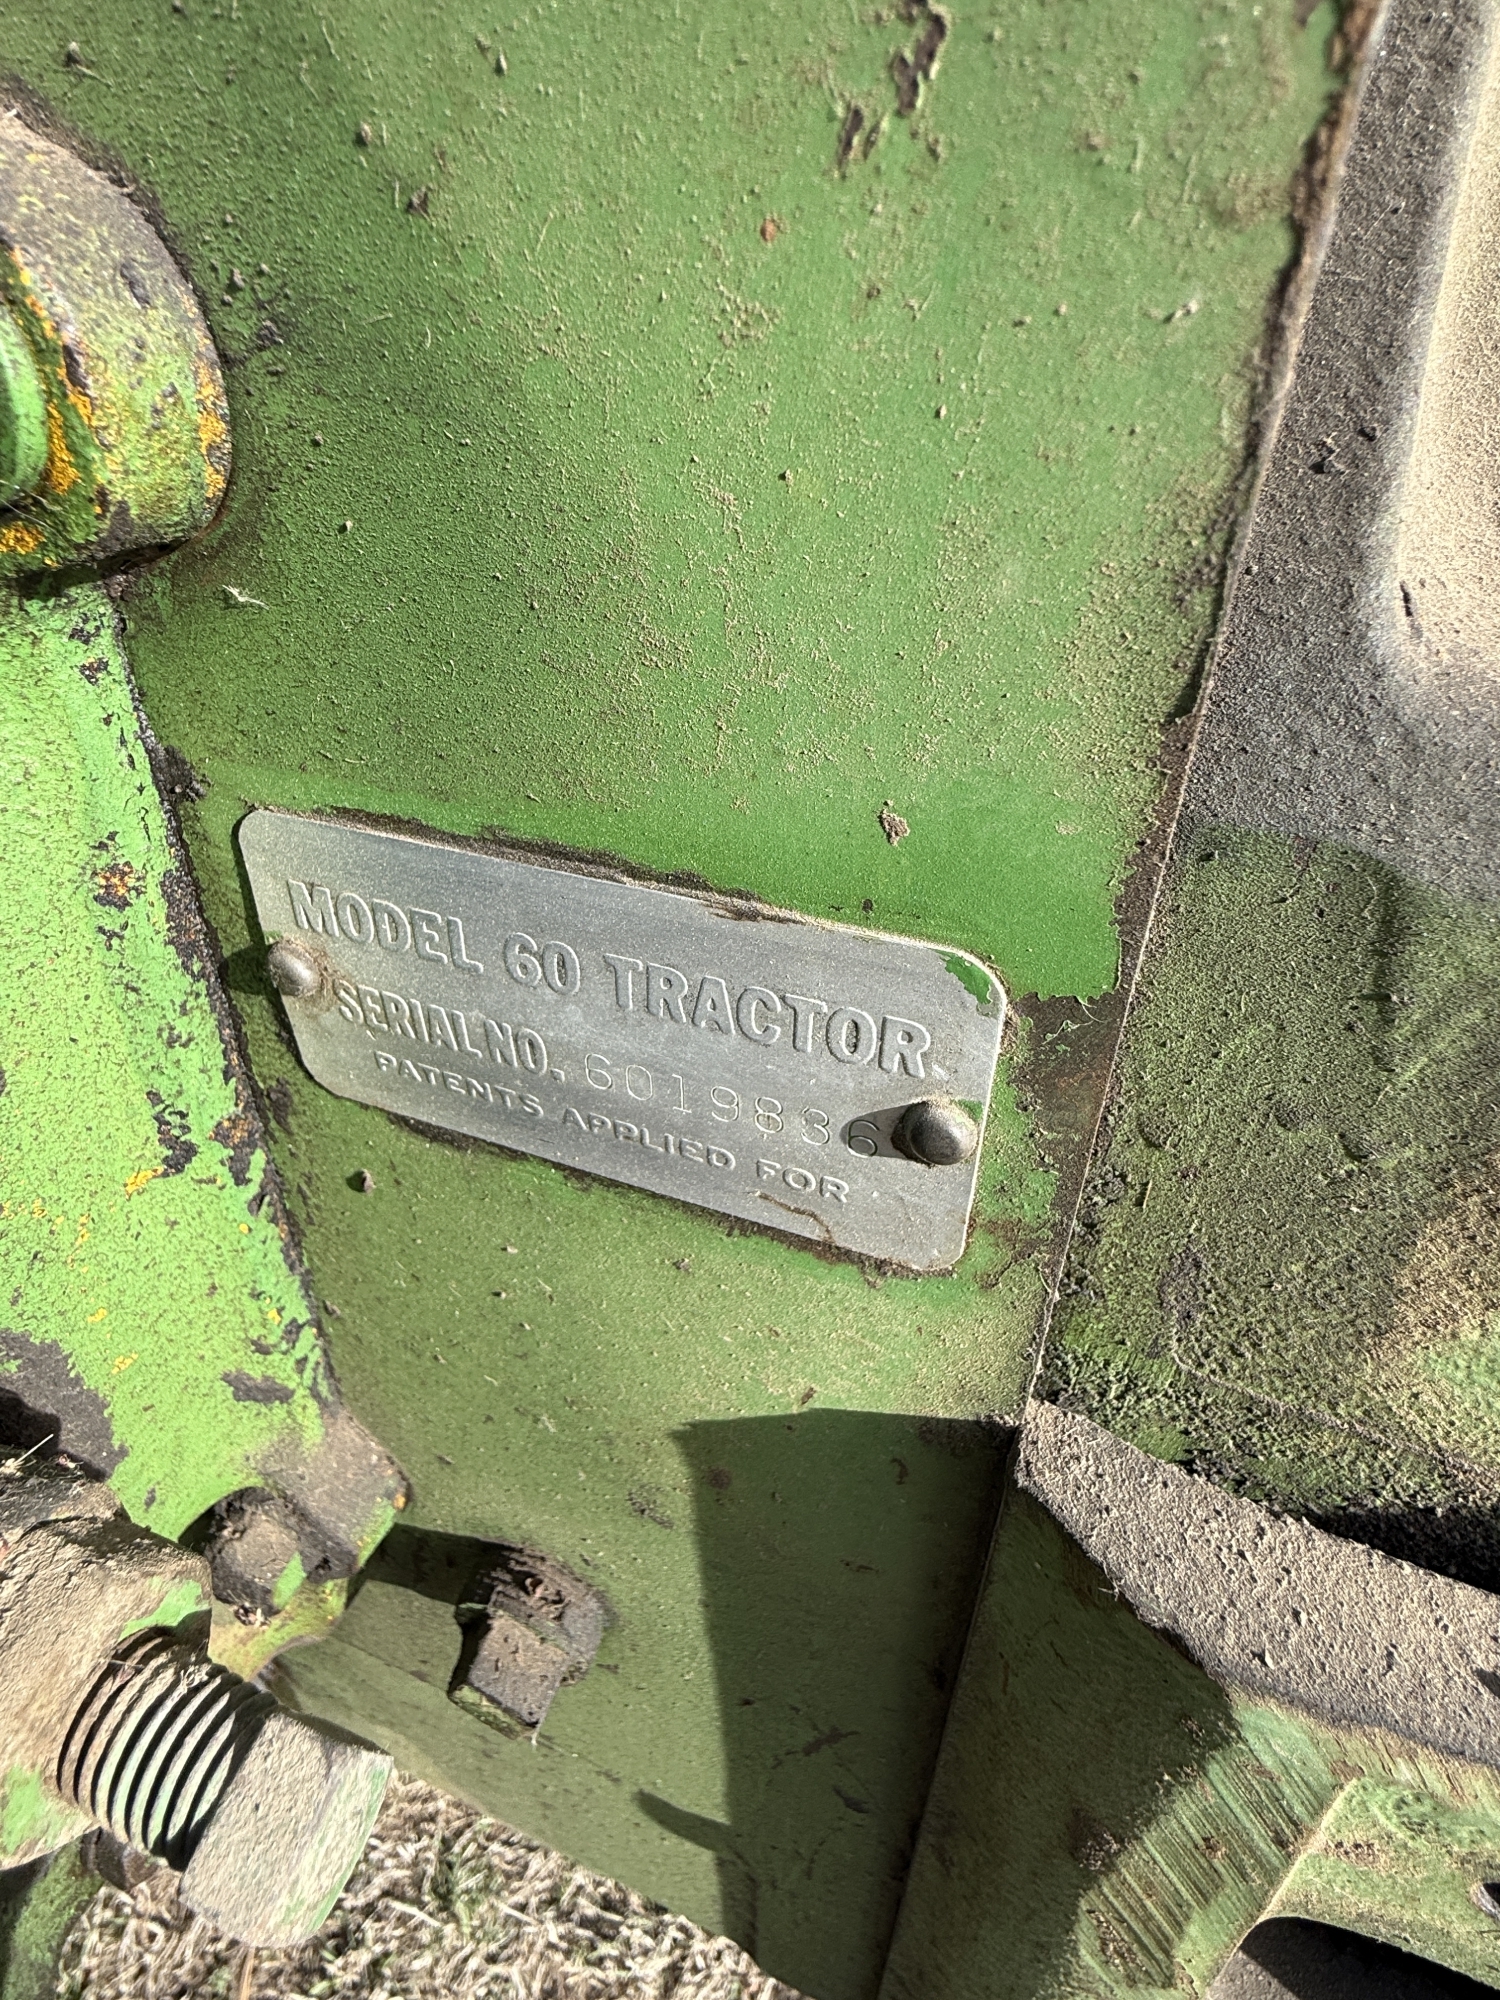 MODEL 60 TRACTOR
SERIAL NO. 6019836
PATENTS APPLIED FOR